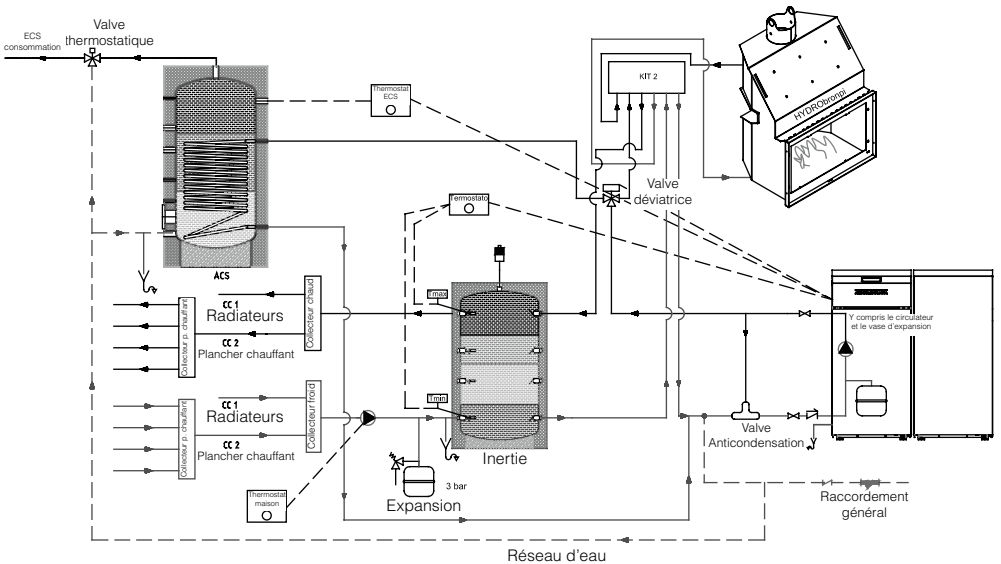 Valve
thermostatique
ECS
consommation
Thermostat
ECS
KIT 2
HYDRObronpi
Valve
déviatrice
Termostato
ACS
Collecteur p. chauffant
CC 1
Radiateurs
CC 2
Plancher chauffant
Collecteur chaud
Tmax
Y compris le circulateur
et le vase d'expansion
Collecteur p. chauffant
CC 1
Radiateurs
CC 2
Plancher chauffant
Collecteur froid
Tmin
Valve
Anticondensation
Inertie
Thermostat
maison
3 bar
Expansion
Raccordement
général
Réseau d'eau